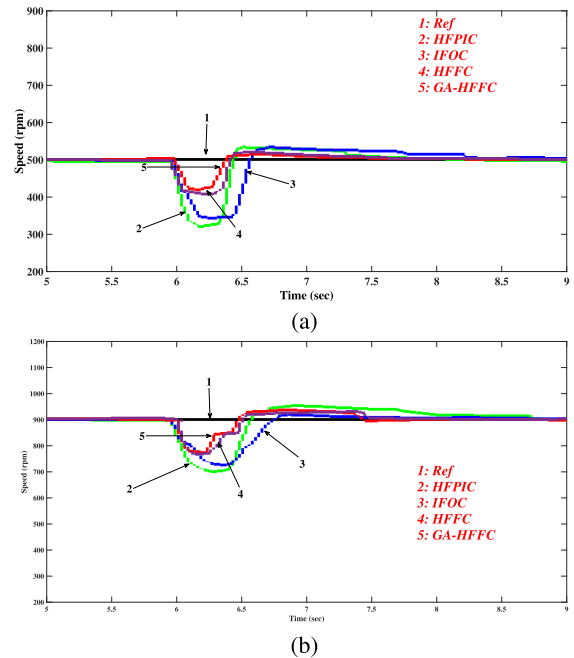 900
800
700
600
500
400
300
200
Speed (rpm)
1: Ref
2: HFPIC
3: IFOC
4: HFFC
5: GA-HFFC
1
5
3
2
4
5 5.5 6 6.5 7 7.5 8 8.5 9
Time (sec)
(a)
1200
1100
1000
900
800
700
600
500
400
300
200
Speed (rpm)
1
5
3
2
4
1: Ref
2: HFPIC
3: IFOC
4: HFFC
5: GA-HFFC
5 5.5 6 6.5 7 7.5 8 8.5 9
Time (sec)
(b)